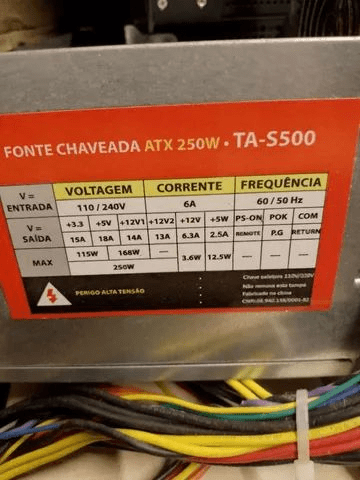 FONTE CHAVEADA ATX 250W • TA-S500
V= ENTRADA VOLTAGEM CORRENTE FREQUÊNCIA
110 / 240V 6A 60 / 50 Hz
V= SAÍDA +3.3 +5V +12V1 +12V2 +12V +5W PS-ON POK COM
15A 18A 14A 13A 6.3A 2.5A REMOTE P.G RETURN
MAX 115W 168W — 3.6W 12.5W — — —
250W
PERIGO ALTA TENSÃO
Chave seletora 110V/220V
Não remova esta tampa
Fabricado na china